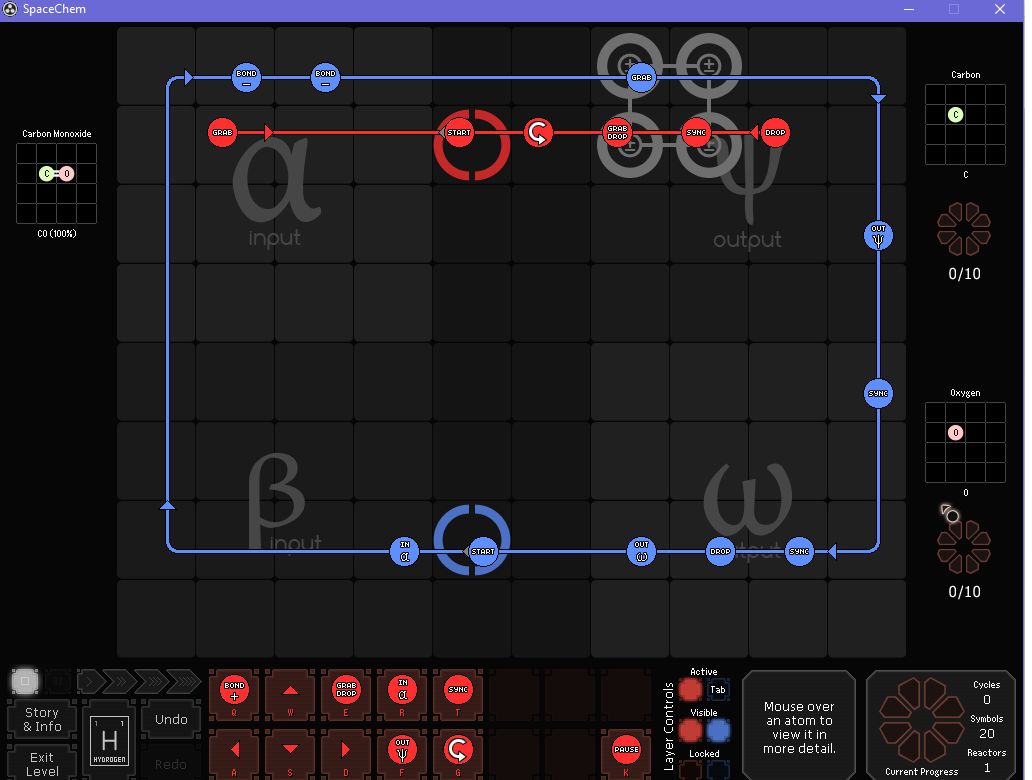 SpaceChem
BOND
–
BOND
–
GRAB
±
±
±
±
Carbon
C
C
0/10
Carbon Monoxide
C=O
CO (100%)
GRAB
START
GRAB
DROP
SYNC
DROP
α
input
ψ
output
OUT
ψ
SYNC
Oxygen
O
O
0/10
β
input
IN
α
START
OUT
ω
DROP
SYNC
ω
output
Story
& Info
Exit
Level
1 1
H
HYDROGEN
Undo
Redo
BOND
+
Q
W
GRAB
DROP
E
IN
α
R
SYNC
T
A
S
D
OUT
ψ
F
G
PAUSE
K
Layer Controls
Active
Tab
Visible
Locked
Mouse over
an atom to
view it in
more detail.
Cycles
0
Symbols
20
Reactors
1
Current Progress